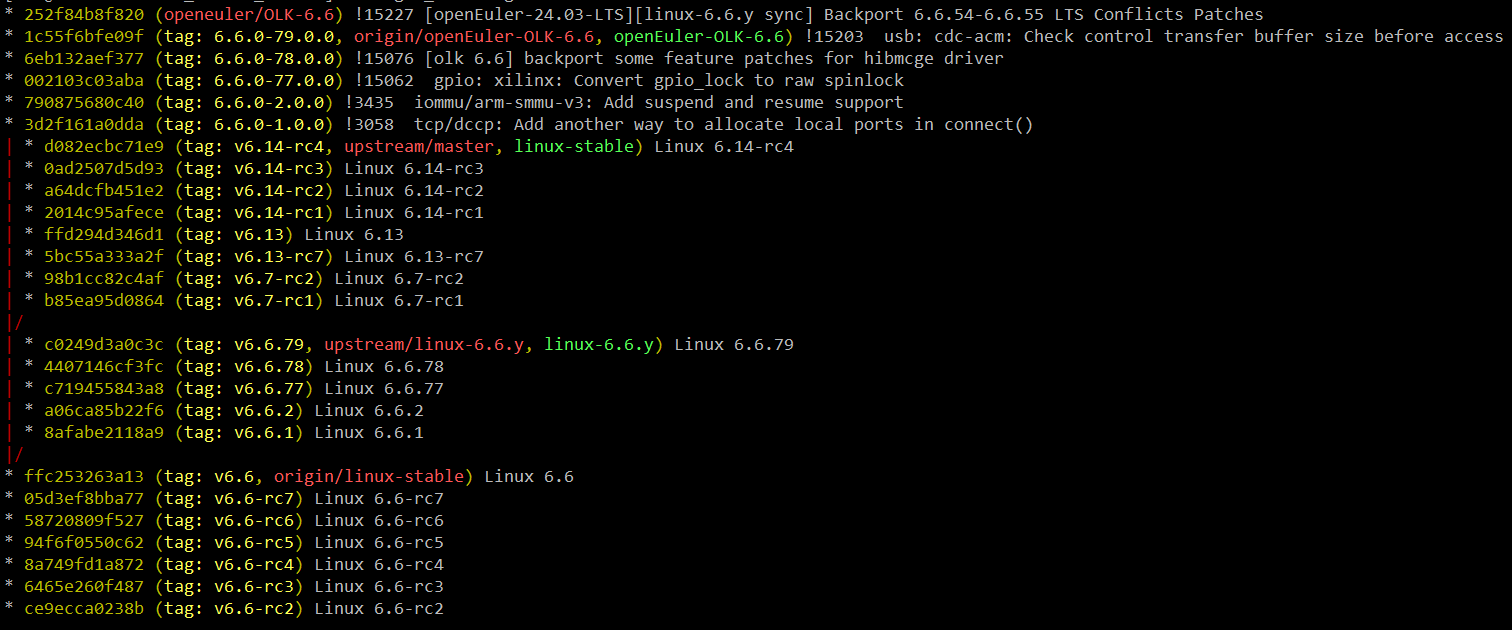 * 252f84b8f820 (openeuler/OLK-6.6) !15227 [openEuler-24.03-LTS][linux-6.6.y sync] Backport 6.6.54-6.6.55 LTS Conflicts Patches
* 1c55f6bfe09f (tag: 6.6.0-79.0.0, origin/openEuler-OLK-6.6, openEuler-OLK-6.6) !15203  usb: cdc-acm: Check control transfer buffer size before access
* 6eb132aef377 (tag: 6.6.0-78.0.0) !15076 [olk 6.6] backport some feature patches for hibmcge driver
* 002103c03aba (tag: 6.6.0-77.0.0) !15062  gpio: xilinx: Convert gpio_lock to raw spinlock
* 790875680c40 (tag: 6.6.0-2.0.0) !3435  iommu/arm-smmu-v3: Add suspend and resume support
* 3d2f161a0dda (tag: 6.6.0-1.0.0) !3058  tcp/dccp: Add another way to allocate local ports in connect()
| * d082ecbc71e9 (tag: v6.14-rc4, upstream/master, linux-stable) Linux 6.14-rc4
| * 0ad2507d5d93 (tag: v6.14-rc3) Linux 6.14-rc3
| * a64dcfb451e2 (tag: v6.14-rc2) Linux 6.14-rc2
| * 2014c95afece (tag: v6.14-rc1) Linux 6.14-rc1
| * ffd294d346d1 (tag: v6.13) Linux 6.13
| * 5bc55a333a2f (tag: v6.13-rc7) Linux 6.13-rc7
| * 98b1cc82c4af (tag: v6.7-rc2) Linux 6.7-rc2
| * b85ea95d0864 (tag: v6.7-rc1) Linux 6.7-rc1
|/
| * c0249d3a0c3c (tag: v6.6.79, upstream/linux-6.6.y, linux-6.6.y) Linux 6.6.79
| * 4407146cf3fc (tag: v6.6.78) Linux 6.6.78
| * c719455843a8 (tag: v6.6.77) Linux 6.6.77
| * a06ca85b22f6 (tag: v6.6.2) Linux 6.6.2
| * 8afabe2118a9 (tag: v6.6.1) Linux 6.6.1
|/
* ffc253263a13 (tag: v6.6, origin/linux-stable) Linux 6.6
* 05d3ef8bba77 (tag: v6.6-rc7) Linux 6.6-rc7
* 58720809f527 (tag: v6.6-rc6) Linux 6.6-rc6
* 94f6f0550c62 (tag: v6.6-rc5) Linux 6.6-rc5
* 8a749fd1a872 (tag: v6.6-rc4) Linux 6.6-rc4
* 6465e260f487 (tag: v6.6-rc3) Linux 6.6-rc3
* ce9ecca0238b (tag: v6.6-rc2) Linux 6.6-rc2